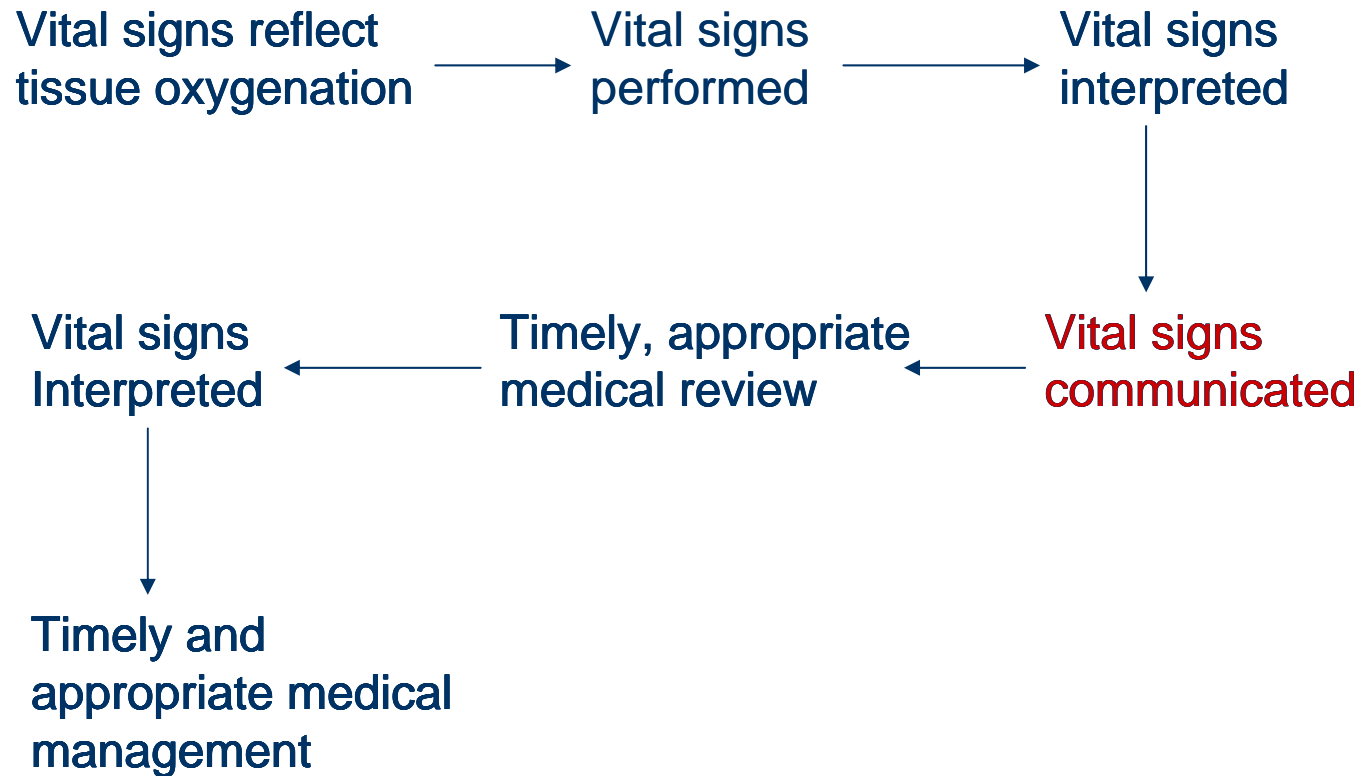 Vital signs reflect
tissue oxygenation
Vital signs
performed
Vital signs
interpreted
Vital signs
communicated
Timely, appropriate
medical review
Vital signs
Interpreted
Timely and
appropriate medical
management